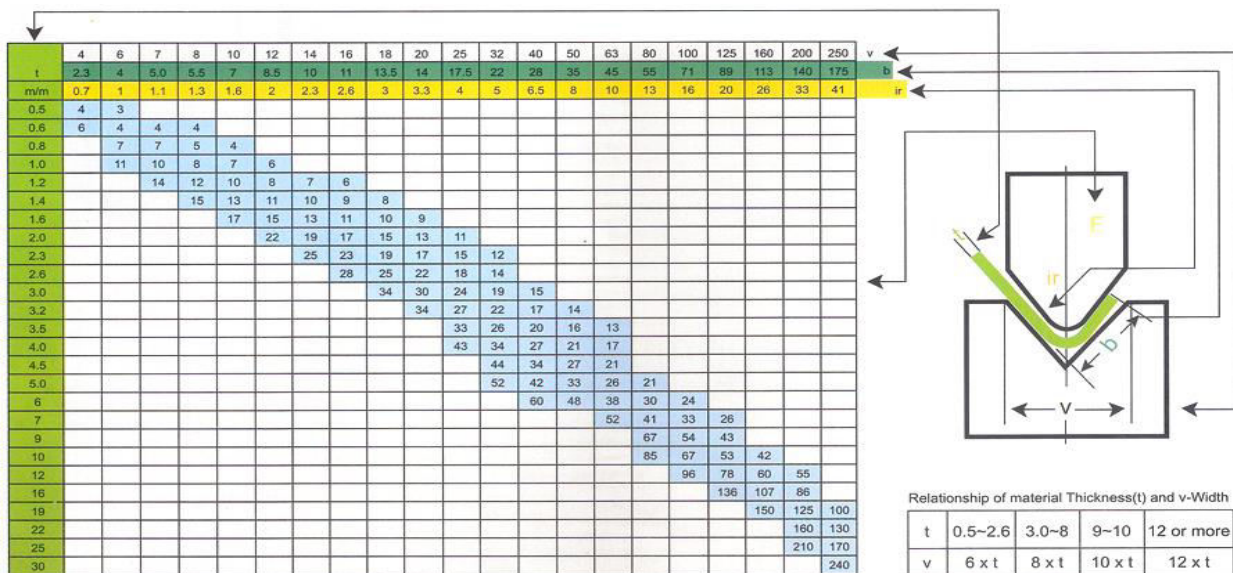 4 6 7 8 10 12 14 16 18 20 25 32 40 50 63 80 100 125 160 200 250 v
t 2.3 4 5.0 5.5 7 8.5 10 11 13.5 14 17.5 22 28 35 45 55 71 89 113 140 175 b
m/m 0.7 1 1.1 1.3 1.6 2 2.3 2.6 3 3.3 4 5 6.5 8 10 13 16 20 26 33 41 ir
0.5 4 3
0.6 6 4 4 4
0.8 7 7 5 4
1.0 11 10 8 7 6
1.2 14 12 10 8 7 6
1.4 15 13 11 10 9 8
1.6 17 15 13 11 10 9
2.0 22 19 17 15 13 11
2.3 25 23 19 17 15 12
2.6 28 25 22 18 14
3.0 34 30 24 19 15
3.2 34 27 22 17 14
3.5 33 26 20 16 13
4.0 43 34 27 21 17
4.5 44 34 27 21
5.0 52 42 33 26 21
6 60 48 38 30 24
7 52 41 33 26
9 67 54 43
10 85 67 53 42
12 96 78 60 55
16 136 107 86
19 150 125 100
22 160 130
25 210 170
30 240
F
t
ir
b
v
Relationship of material Thickness(t) and v-Width
t 0.5~2.6 3.0~8 9~10 12 or more
v 6 x t 8 x t 10 x t 12 x t